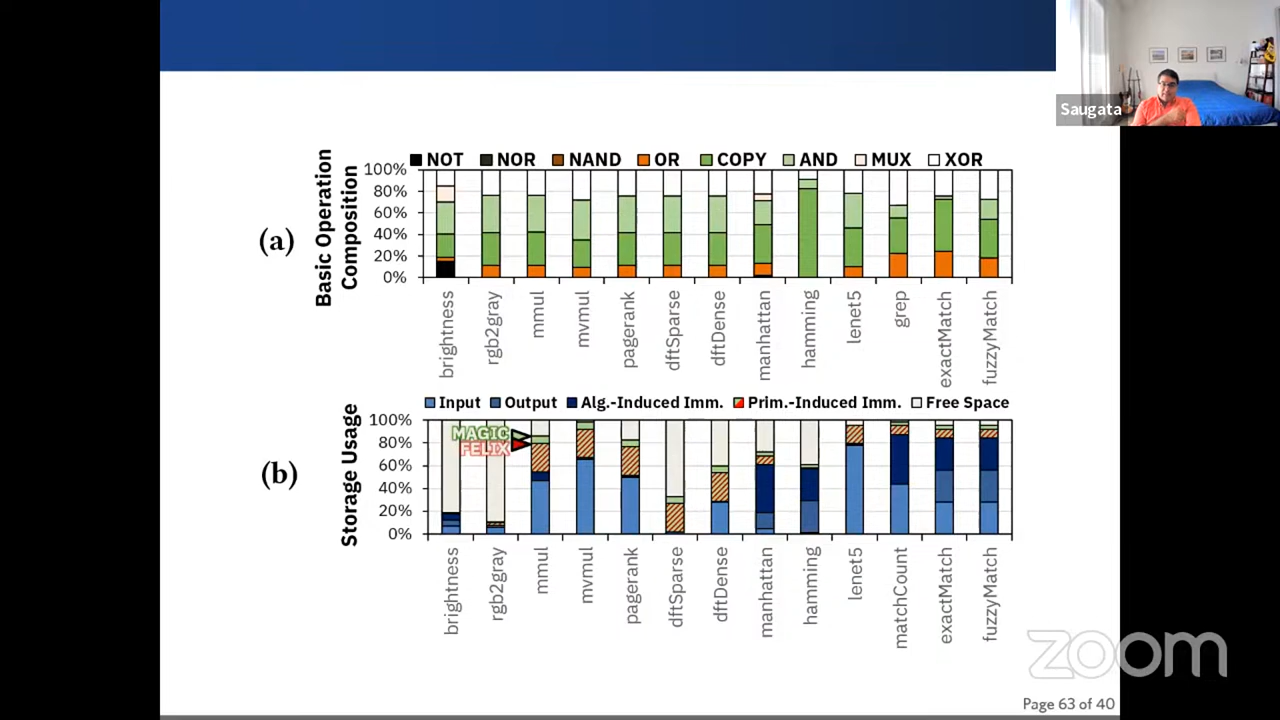 Saugata
NOT NOR NAND OR COPY AND MUX XOR
(a)
Basic Operation
Composition
100%
80%
60%
40%
20%
0%
brightness
rgb2gray
mmul
mvmul
pagerank
dftSparse
dftDense
manhattan
hamming
lenet5
grep
exactMatch
fuzzyMatch
Input Output Alg.-Induced Imm. Prim.-Induced Imm. Free Space
(b)
Storage Usage
100%
80%
60%
40%
20%
0%
MAGIC
FELIX
brightness
rgb2gray
mmul
mvmul
pagerank
dftSparse
dftDense
manhattan
hamming
lenet5
matchCount
exactMatch
fuzzyMatch
zoom
Page 63 of 40